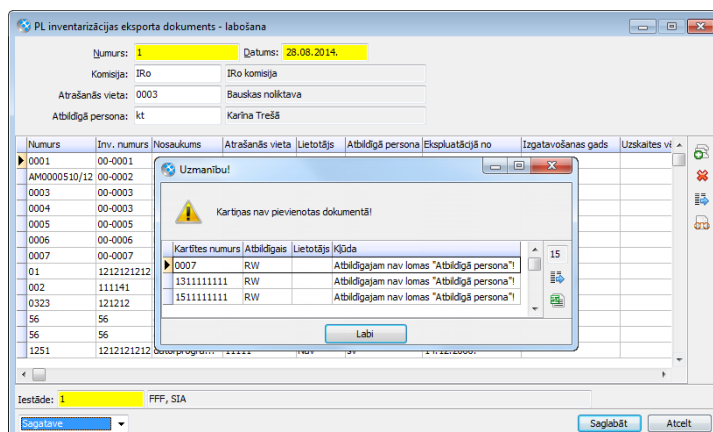 PL inventarizācijas eksporta dokuments - labošana
Numurs: 1 Datums: 28.08.2014.
Komisija: IRo IRo komisija
Atrašanās vieta: 0003 Bauskas noliktava
Atbildīgā persona: kt Karīna Trešā
Numurs Inv. numurs Nosaukums Atrašanās vieta Lietotājs Atbildīgā persona Ekspluatācijā no Izgatavošanas gads Uzskaites vi
0001 00-0001
AM0000510/12 00-0002
0003 00-0003
0004 00-0003
0005 00-0005
0006 00-0006
0007 00-0007
01 1212121212
002 111141
0323 121212
56 56
56 56
1251 1212121212
Uzmanību!
Kartiņas nav pievienotas dokumentā!
Kartītes numurs Atbildīgais Lietotājs Kļūda
0007 RW Atbildīgajam nav lomas "Atbildīgā persona"!
1311111111 RW Atbildīgajam nav lomas "Atbildīgā persona"!
1511111111 RW Atbildīgajam nav lomas "Atbildīgā persona"!
15
Labi
Iestāde: 1 FFF, SIA
Sagatave
Saglabāt Atcelt